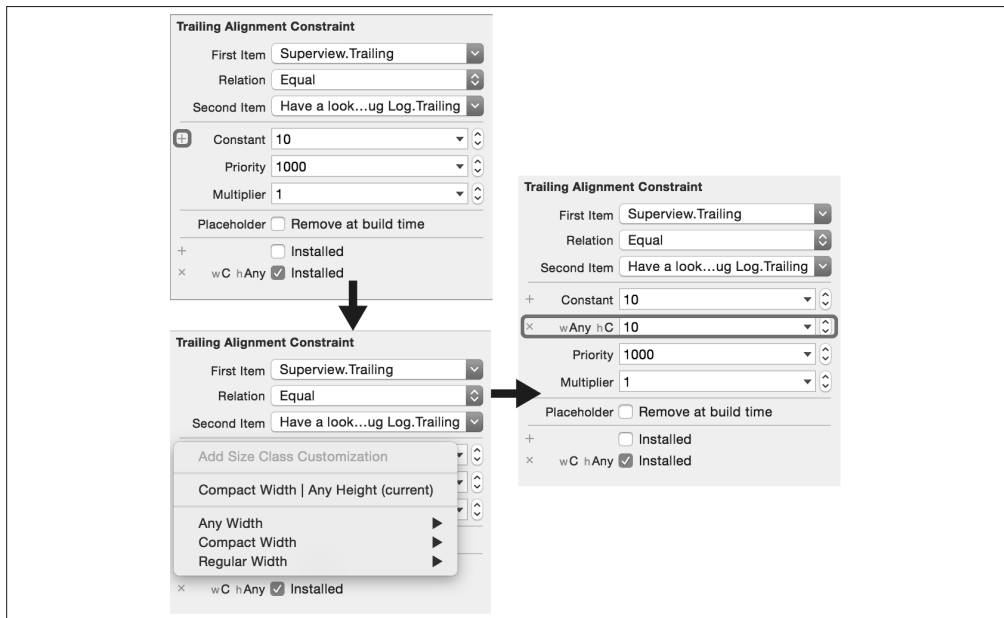 Trailing Alignment Constraint
First Item Superview.Trailing
Relation Equal
Second Item Have a look...ug Log.Trailing
+ Constant 10
Priority 1000
Multiplier 1
Placeholder Remove at build time
+ Installed
× wC hAny Installed
Trailing Alignment Constraint
First Item Superview.Trailing
Relation Equal
Second Item Have a look...ug Log.Trailing
Add Size Class Customization
Compact Width | Any Height (current)
Any Width
Compact Width
Regular Width
× wC hAny Installed
Trailing Alignment Constraint
First Item Superview.Trailing
Relation Equal
Second Item Have a look...ug Log.Trailing
+ Constant 10
× wAny hC 10
Priority 1000
Multiplier 1
Placeholder Remove at build time
+ Installed
× wC hAny Installed